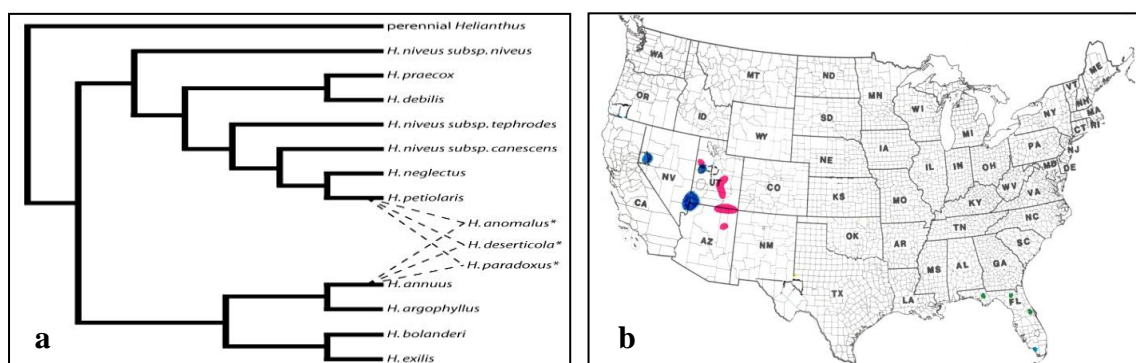 perennial Helianthus
H. niveus subsp. niveus
H. praecox
H. debilis
H. niveus subsp. tephrodes
H. niveus subsp. canescens
H. neglectus
H. petiolaris
H. anomalus*
H. deserticola*
H. paradoxus*
H. annuus
H. argophyllus
H. bolanderi
H. exilis
a
WA
MT
ND
MN
ME
VT
NH
OR
ID
SD
WI
MI
NY
MA
CT
RI
WY
IA
PA
NJ
NE
NV
UT
CO
IL
IN
OH
MD
DE
WV
VA
KS
MO
KY
CA
NC
TN
OK
AR
SC
AZ
NM
MS
AL
GA
TX
LA
FL
b